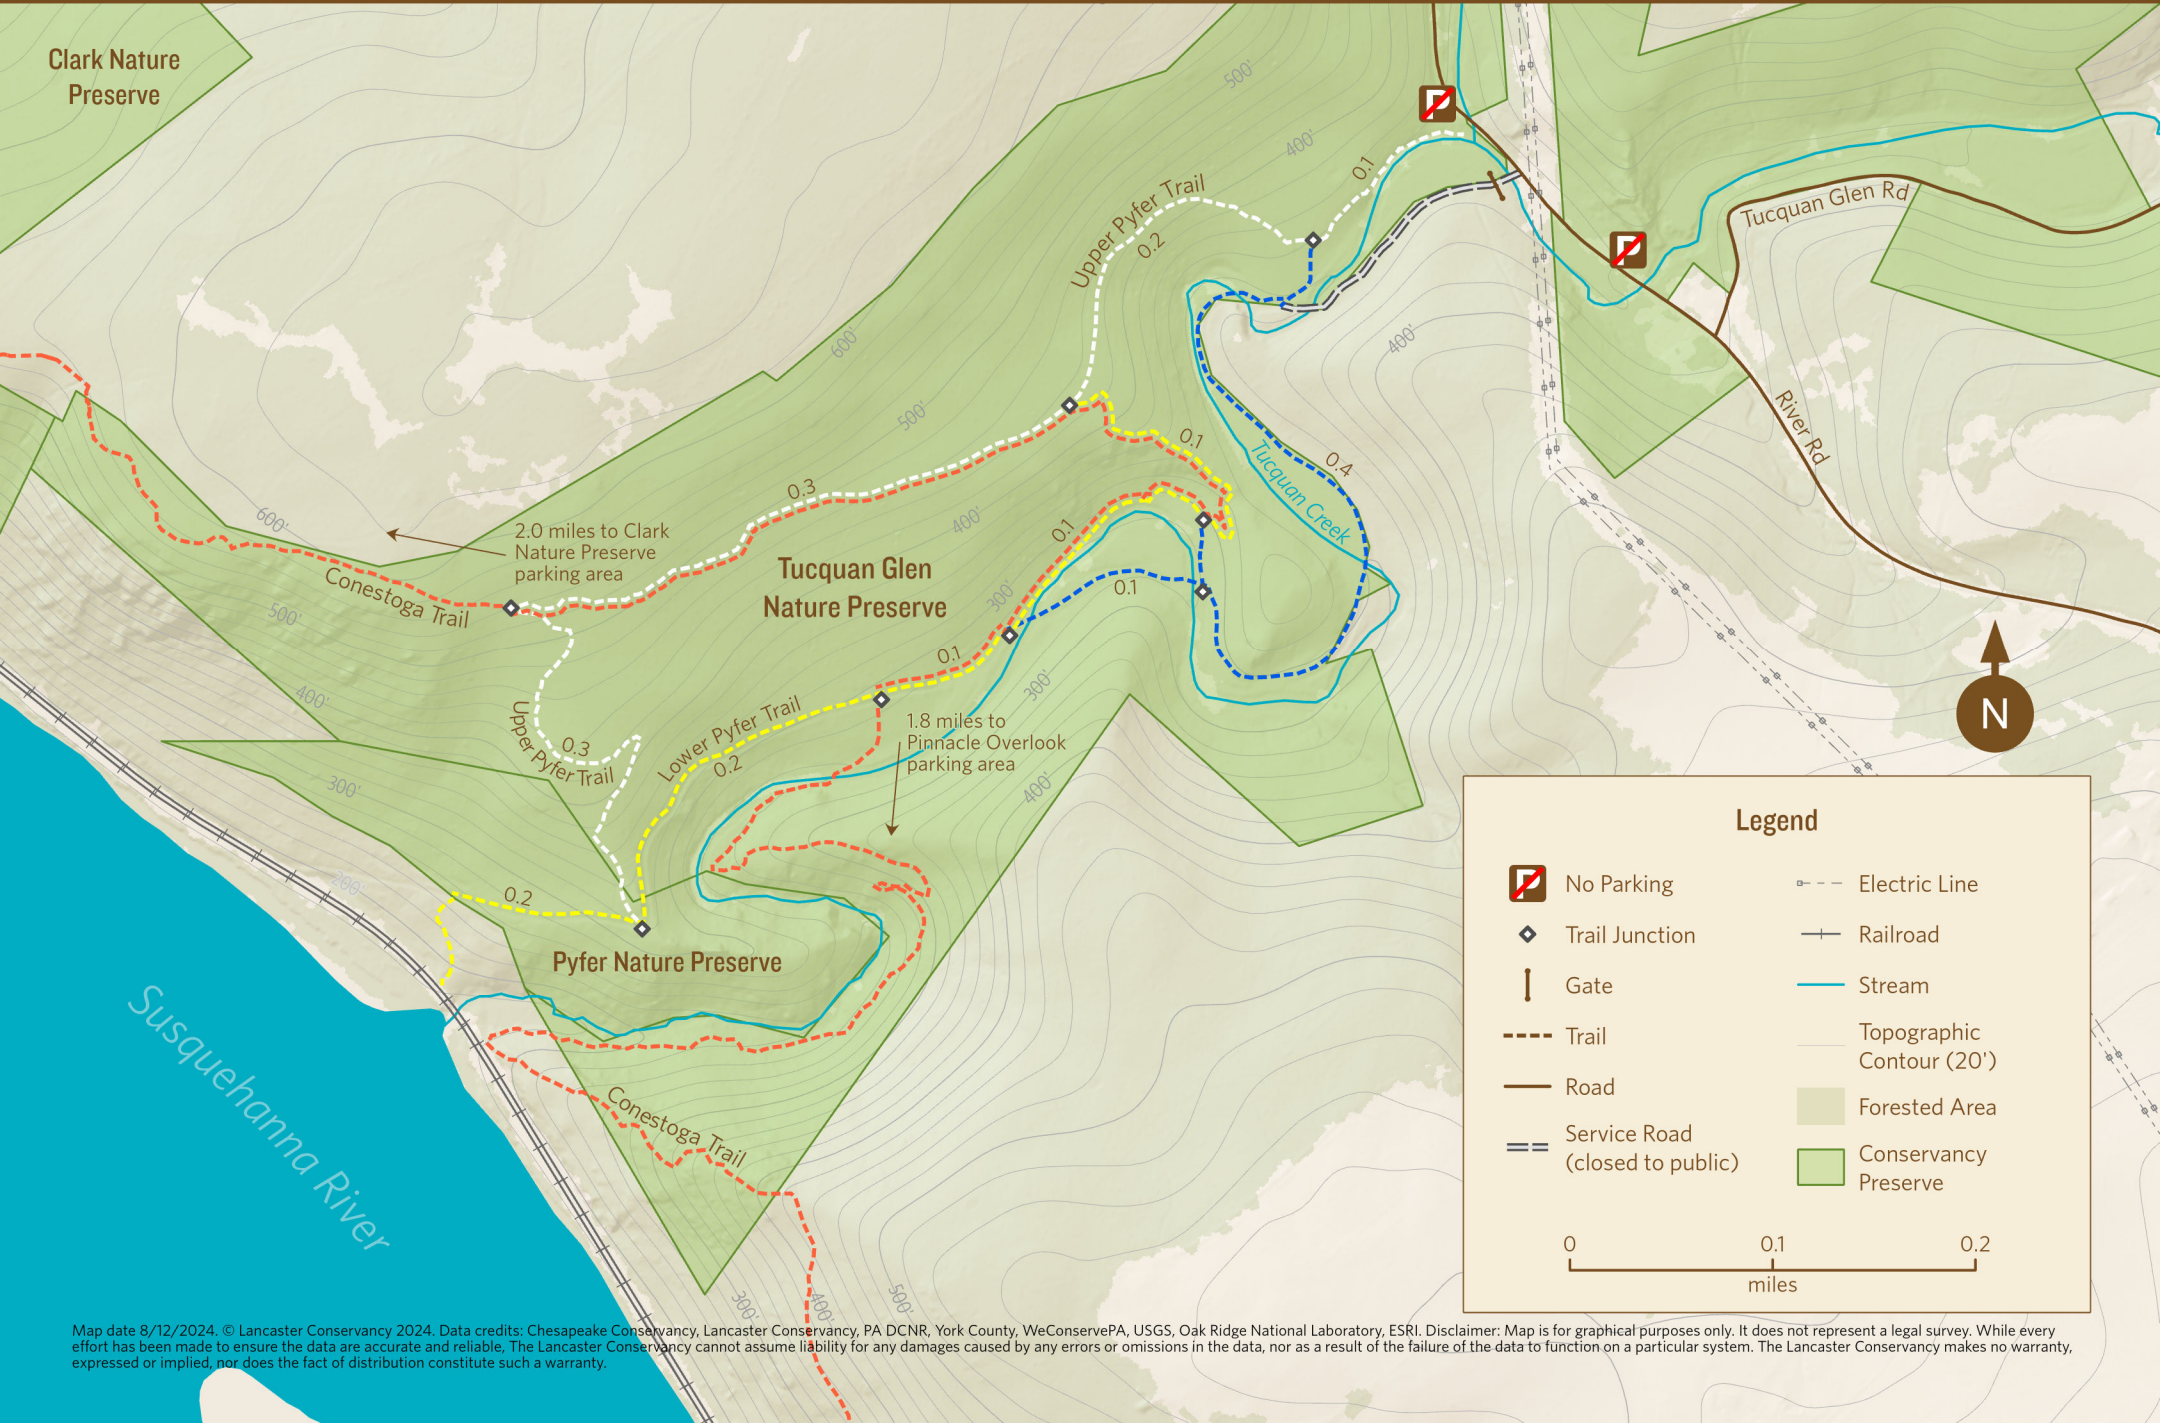 Clark Nature
Preserve
500'
400'
0.1
Upper Pyfer Trail
0.2
Tucquan Glen Rd
400'
600'
500'
River Rd
0.1
0.4
Tucquan Creek
0.3
600'
400'
2.0 miles to Clark
Nature Preserve
parking area
0.1
Conestoga Trail
Tucquan Glen
Nature Preserve
300'
0.1
500'
0.1
300'
400'
Upper Pyfer Trail
0.3
Lower Pyfer Trail
0.2
1.8 miles to
Pinnacle Overlook
parking area
300'
400'
200'
0.2
Pyfer Nature Preserve
N
Susquehanna River
Conestoga Trail
300'
400'
500'
Legend
No Parking
Trail Junction
Gate
Trail
Road
Service Road
(closed to public)
Electric Line
Railroad
Stream
Topographic
Contour (20')
Forested Area
Conservancy
Preserve
0 0.1 0.2
miles
Map date 8/12/2024. © Lancaster Conservancy 2024. Data credits: Chesapeake Conservancy, Lancaster Conservancy, PA DCNR, York County, WeConservePA, USGS, Oak Ridge National Laboratory, ESRI. Disclaimer: Map is for graphical purposes only. It does not represent a legal survey. While every
effort has been made to ensure the data are accurate and reliable, The Lancaster Conservancy cannot assume liability for any damages caused by any errors or omissions in the data, nor as a result of the failure of the data to function on a particular system. The Lancaster Conservancy makes no warranty,
expressed or implied, nor does the fact of distribution constitute such a warranty.